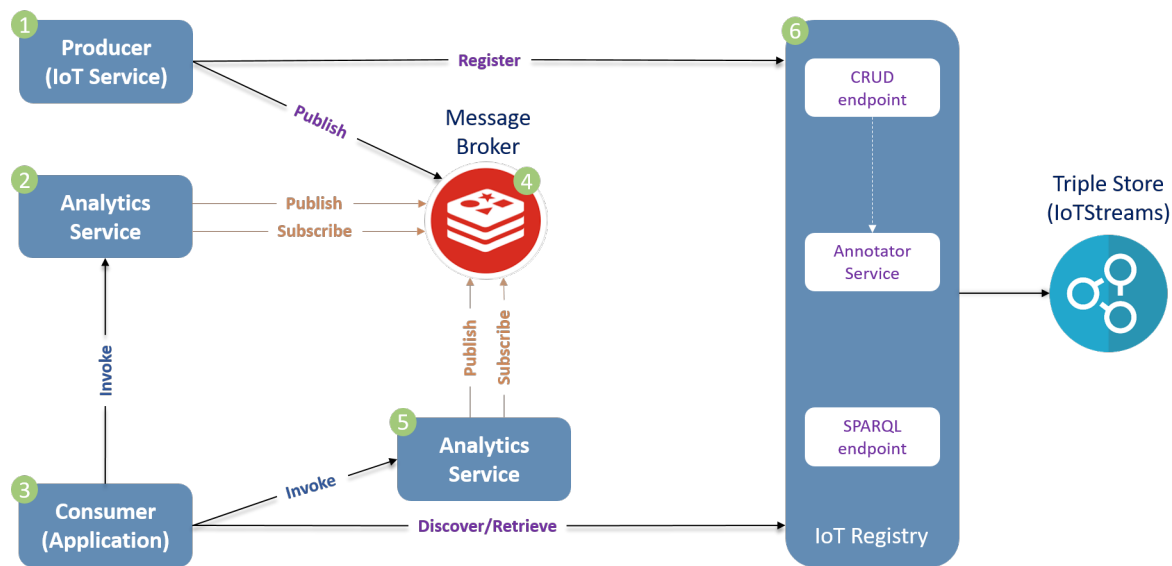 1
Producer
(IoT Service)
Register
Publish
Message
Broker
4
2
Analytics
Service
Publish
Subscribe
Invoke
Publish
Subscribe
5
Analytics
Service
3
Consumer
(Application)
Invoke
Discover/Retrieve
6
CRUD
endpoint
Annotator
Service
SPARQL
endpoint
IoT Registry
Triple Store
(IoTStreams)